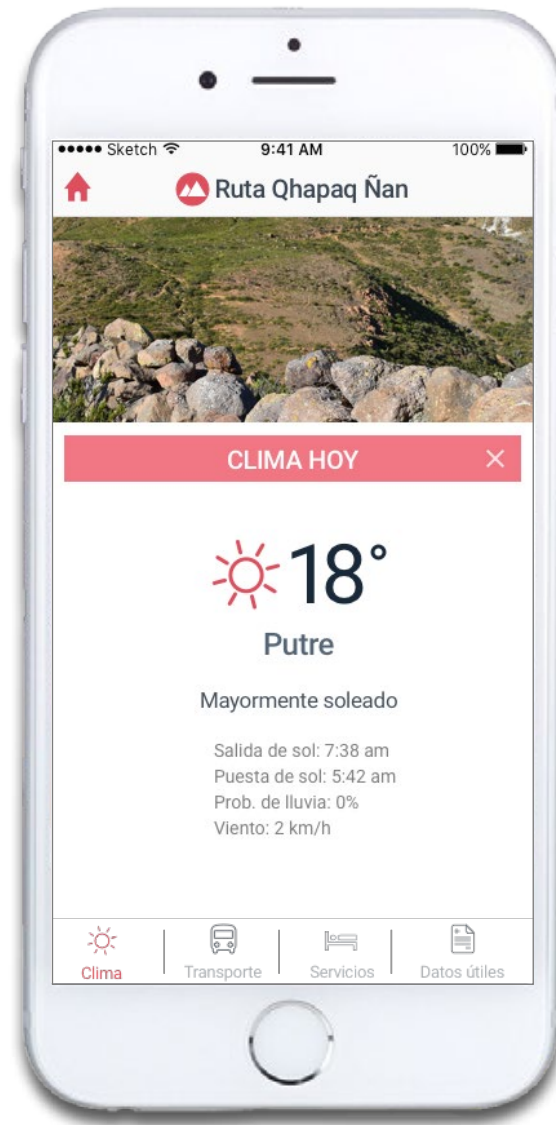 Sketch 9:41 AM 100%
Ruta Qhapaq Ñan
CLIMA HOY
18°
Putre
Mayormente soleado
Salida de sol: 7:38 am
Puesta de sol: 5:42 am
Prob. de lluvia: 0%
Viento: 2 km/h
Clima Transporte Servicios Datos útiles